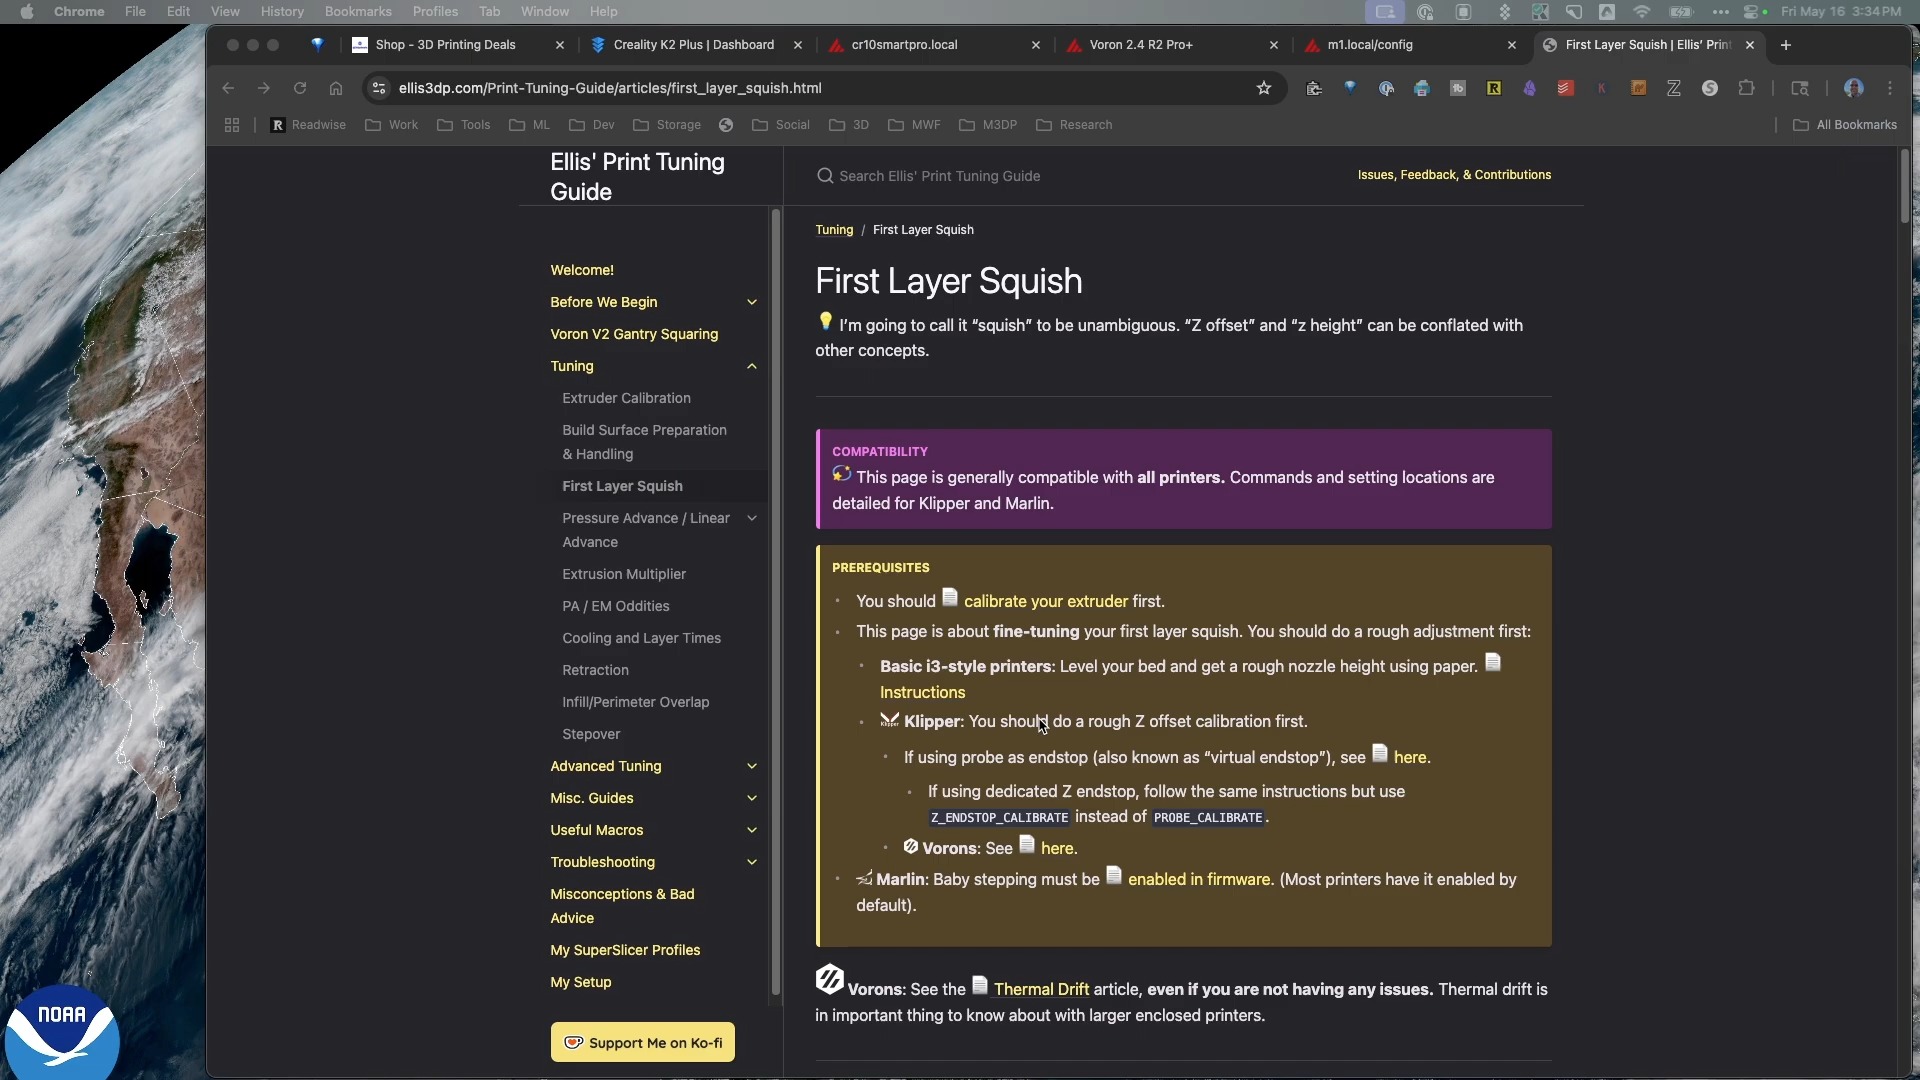 Chrome File Edit View History Bookmarks Profiles Tab Window Help Fri May 16 3:34 PM
Shop - 3D Printing Deals Creality K2 Plus | Dashboard cr10smartpro.local Voron 2.4 R2 Pro+ m1.local/config First Layer Squish | Ellis' Print
ellis3dp.com/Print-Tuning-Guide/articles/first_layer_squish.html
Readwise Work Tools ML Dev Storage Social 3D MWF M3DP Research All Bookmarks
Ellis' Print Tuning
Guide
Search Ellis' Print Tuning Guide
Issues, Feedback, & Contributions
Welcome!
Before We Begin
Voron V2 Gantry Squaring
Tuning
Extruder Calibration
Build Surface Preparation
& Handling
First Layer Squish
Pressure Advance / Linear
Advance
Extrusion Multiplier
PA / EM Oddities
Cooling and Layer Times
Retraction
Infill/Perimeter Overlap
Stepover
Advanced Tuning
Misc. Guides
Useful Macros
Troubleshooting
Misconceptions & Bad
Advice
My SuperSlicer Profiles
My Setup
Support Me on Ko-fi
Tuning / First Layer Squish
First Layer Squish
I'm going to call it “squish” to be unambiguous. “Z offset” and “z height” can be conflated with
other concepts.
COMPATIBILITY
This page is generally compatible with all printers. Commands and setting locations are
detailed for Klipper and Marlin.
PREREQUISITES
You should calibrate your extruder first.
This page is about fine-tuning your first layer squish. You should do a rough adjustment first:
Basic i3-style printers: Level your bed and get a rough nozzle height using paper.
Instructions
Klipper: You should do a rough Z offset calibration first.
If using probe as endstop (also known as “virtual endstop”), see here.
If using dedicated Z endstop, follow the same instructions but use
Z_ENDSTOP_CALIBRATE instead of PROBE_CALIBRATE.
Vorons: See here.
Marlin: Baby stepping must be enabled in firmware. (Most printers have it enabled by
default).
Vorons: See the Thermal Drift article, even if you are not having any issues. Thermal drift is
in important thing to know about with larger enclosed printers.
NOAA